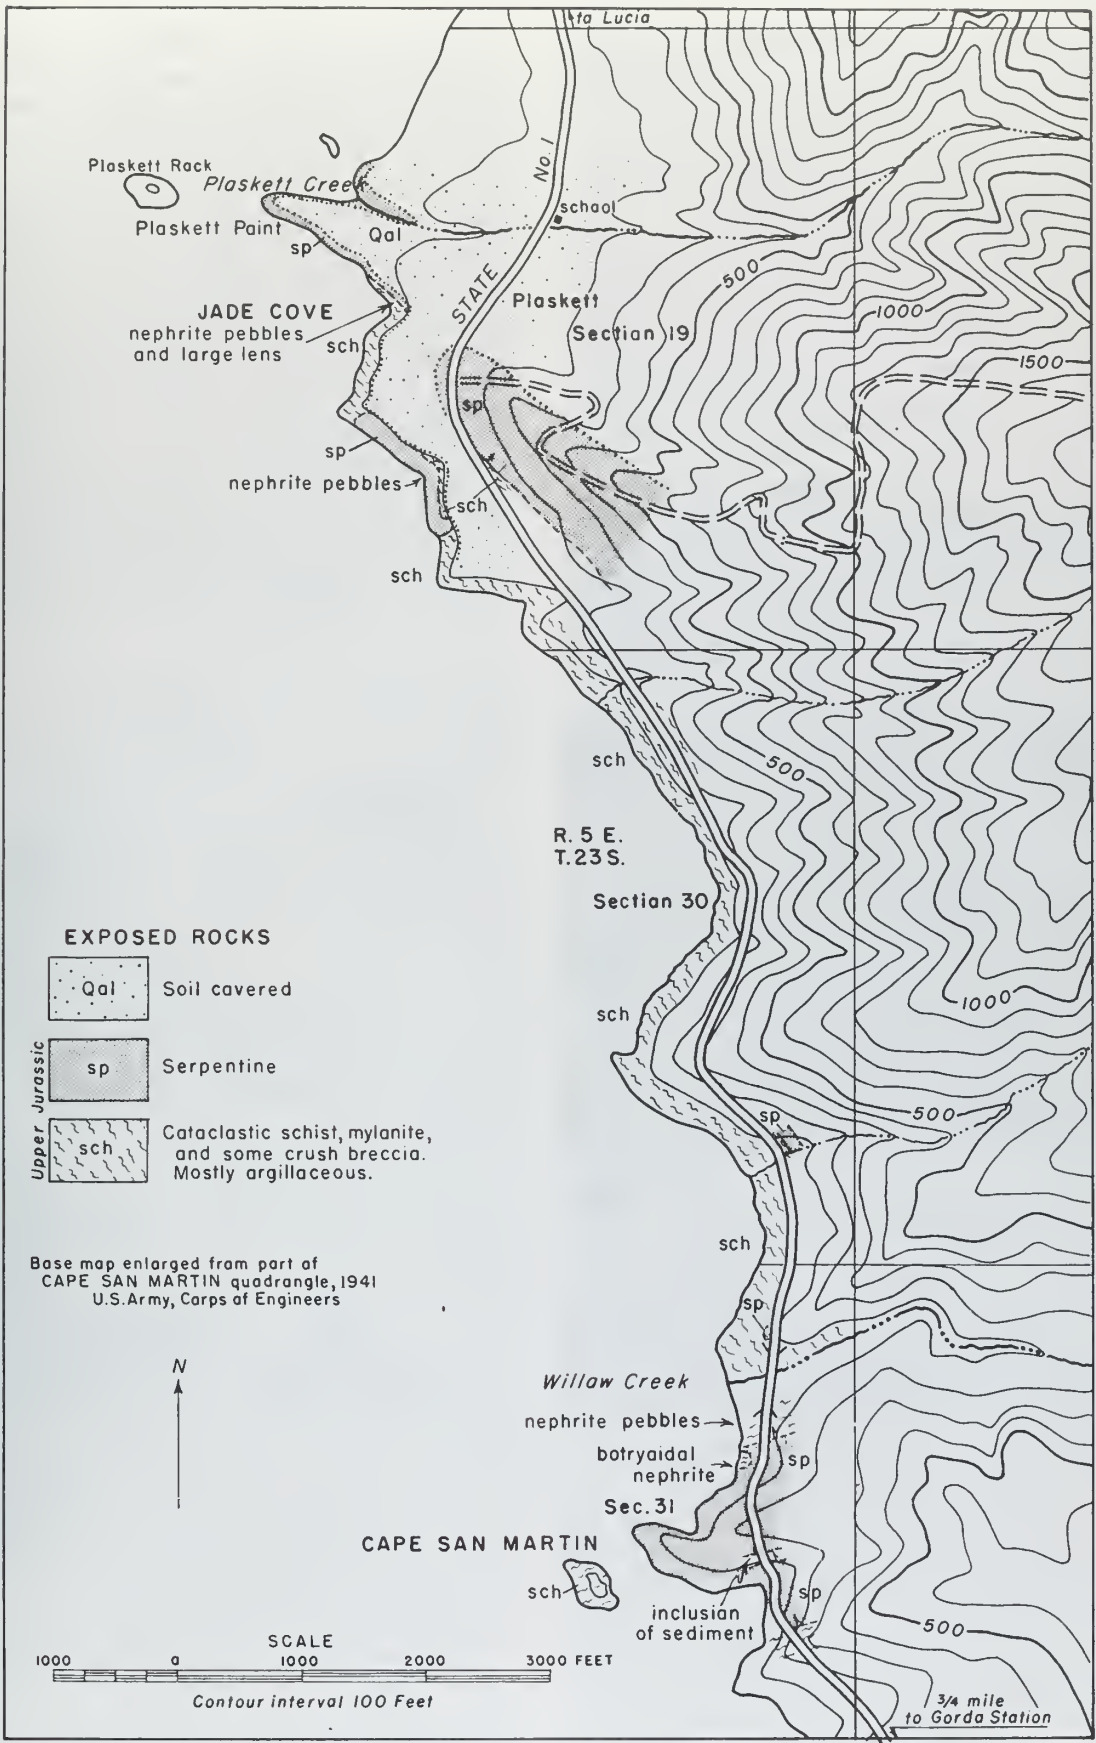 to Lucia
No. 1
Plaskett Rock
Plaskett Creek
school
Plaskett Point
Qal
sp
500
STATE
Plaskett
JADE COVE
nephrite pebbles
and large lens
1000
Section 19
sch
1500
sp
sp
nephrite pebbles
sch
sch
sch
500
R. 5 E.
T. 23 S.
Section 30
EXPOSED ROCKS
Qal
Soil covered
1000
sch
Upper Jurassic
sp
Serpentine
sp
500
sch
Cataclastic schist, mylanite,
and some crush breccia.
Mostly argillaceous.
sch
Base map enlarged from part of
CAPE SAN MARTIN quadrangle, 1941
U.S. Army, Corps of Engineers
sp
N
Willow Creek
nephrite pebbles
botryoidal
nephrite
sp
Sec. 31
CAPE SAN MARTIN
sch
sp
inclusion
of sediment
500
SCALE
1000 0 1000 2000 3000 FEET
Contour interval 100 Feet
3/4 mile
to Gorda Station